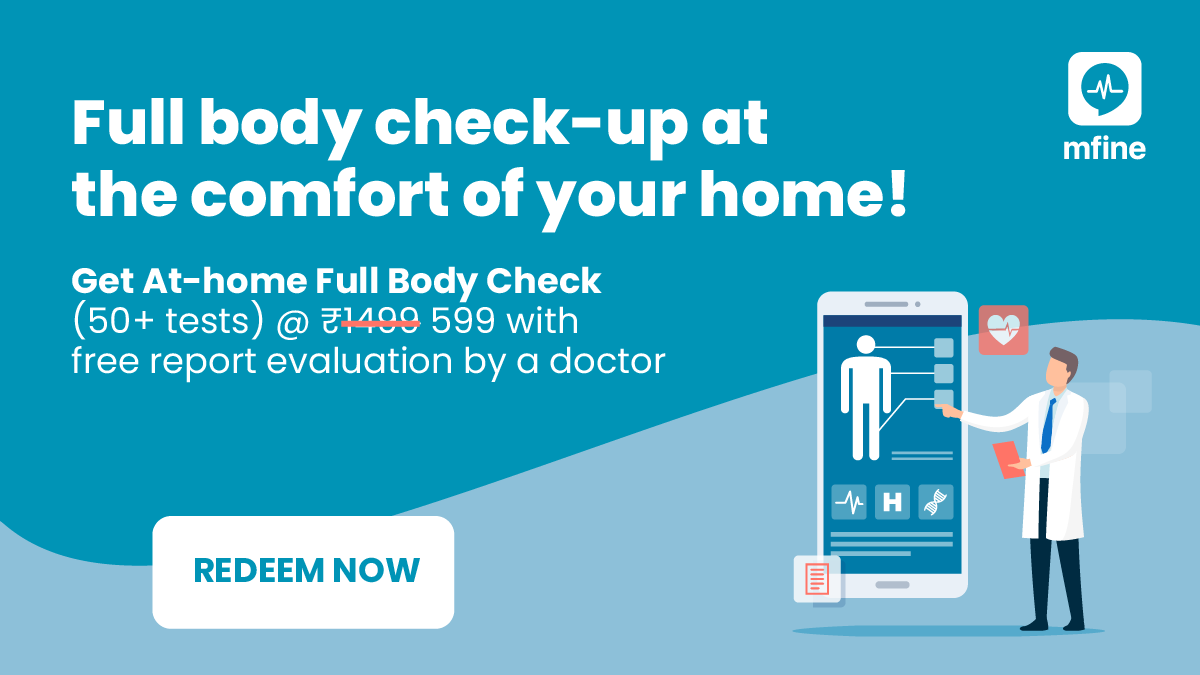 mfine
Full body check-up at
the comfort of your home!
Get At-home Full Body Check
(50+ tests) @ ₹1499 599 with
free report evaluation by a doctor
H
REDEEM NOW